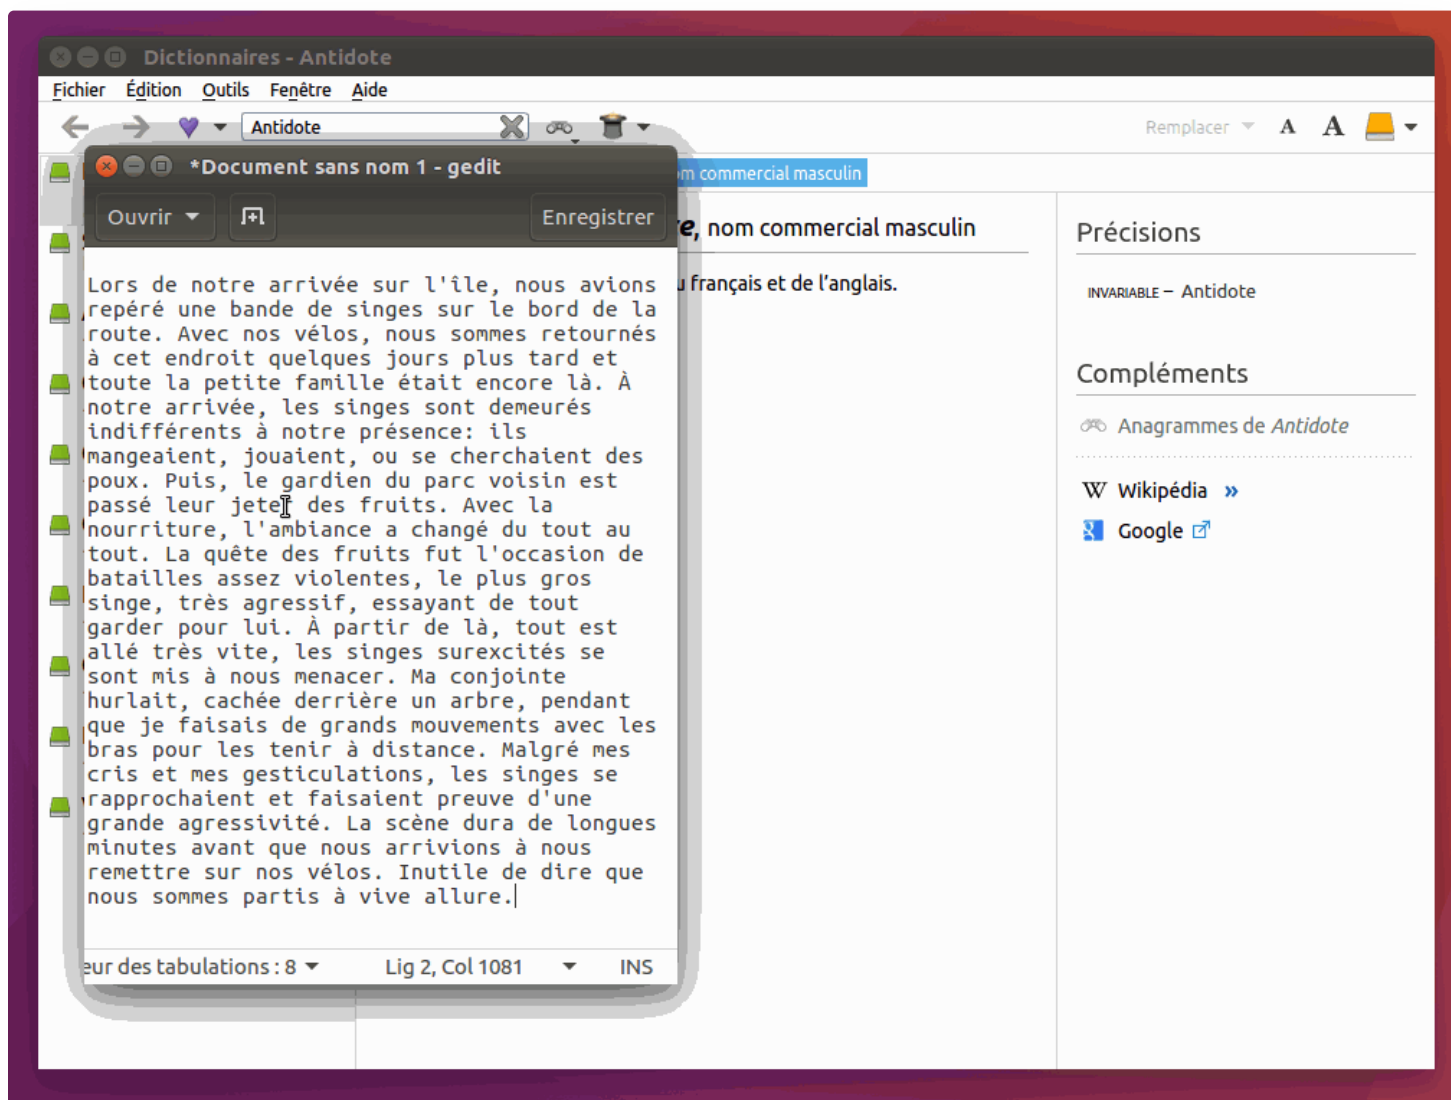 Dictionnaires - Antidote
Fichier Édition Outils Fenêtre Aide
Antidote
Remplacer A A
*Document sans nom 1 - gedit
commercial masculin
Ouvrir
Enregistrer
, nom commercial masculin
français et de l’anglais.
Lors de notre arrivée sur l'île, nous avions
repéré une bande de singes sur le bord de la
route. Avec nos vélos, nous sommes retournés
à cet endroit quelques jours plus tard et
toute la petite famille était encore là. À
notre arrivée, les singes sont demeurés
indifférents à notre présence: ils
mangeaient, jouaient, ou se cherchaient des
poux. Puis, le gardien du parc voisin est
passé leur jeter des fruits. Avec la
nourriture, l'ambiance a changé du tout au
tout. La quête des fruits fut l'occasion de
batailles assez violentes, le plus gros
singe, très agressif, essayant de tout
garder pour lui. À partir de là, tout est
allé très vite, les singes surexcités se
sont mis à nous menacer. Ma conjointe
hurlait, cachée derrière un arbre, pendant
que je faisais de grands mouvements avec les
bras pour les tenir à distance. Malgré mes
cris et mes gesticulations, les singes se
rapprochaient et faisaient preuve d'une
grande agressivité. La scène dura de longues
minutes avant que nous arrivions à nous
remettre sur nos vélos. Inutile de dire que
nous sommes partis à vive allure.
eur des tabulations : 8
Lig 2, Col 1081
INS
Précisions
INVARIABLE – Antidote
Compléments
Anagrammes de Antidote
W Wikipédia »
Google